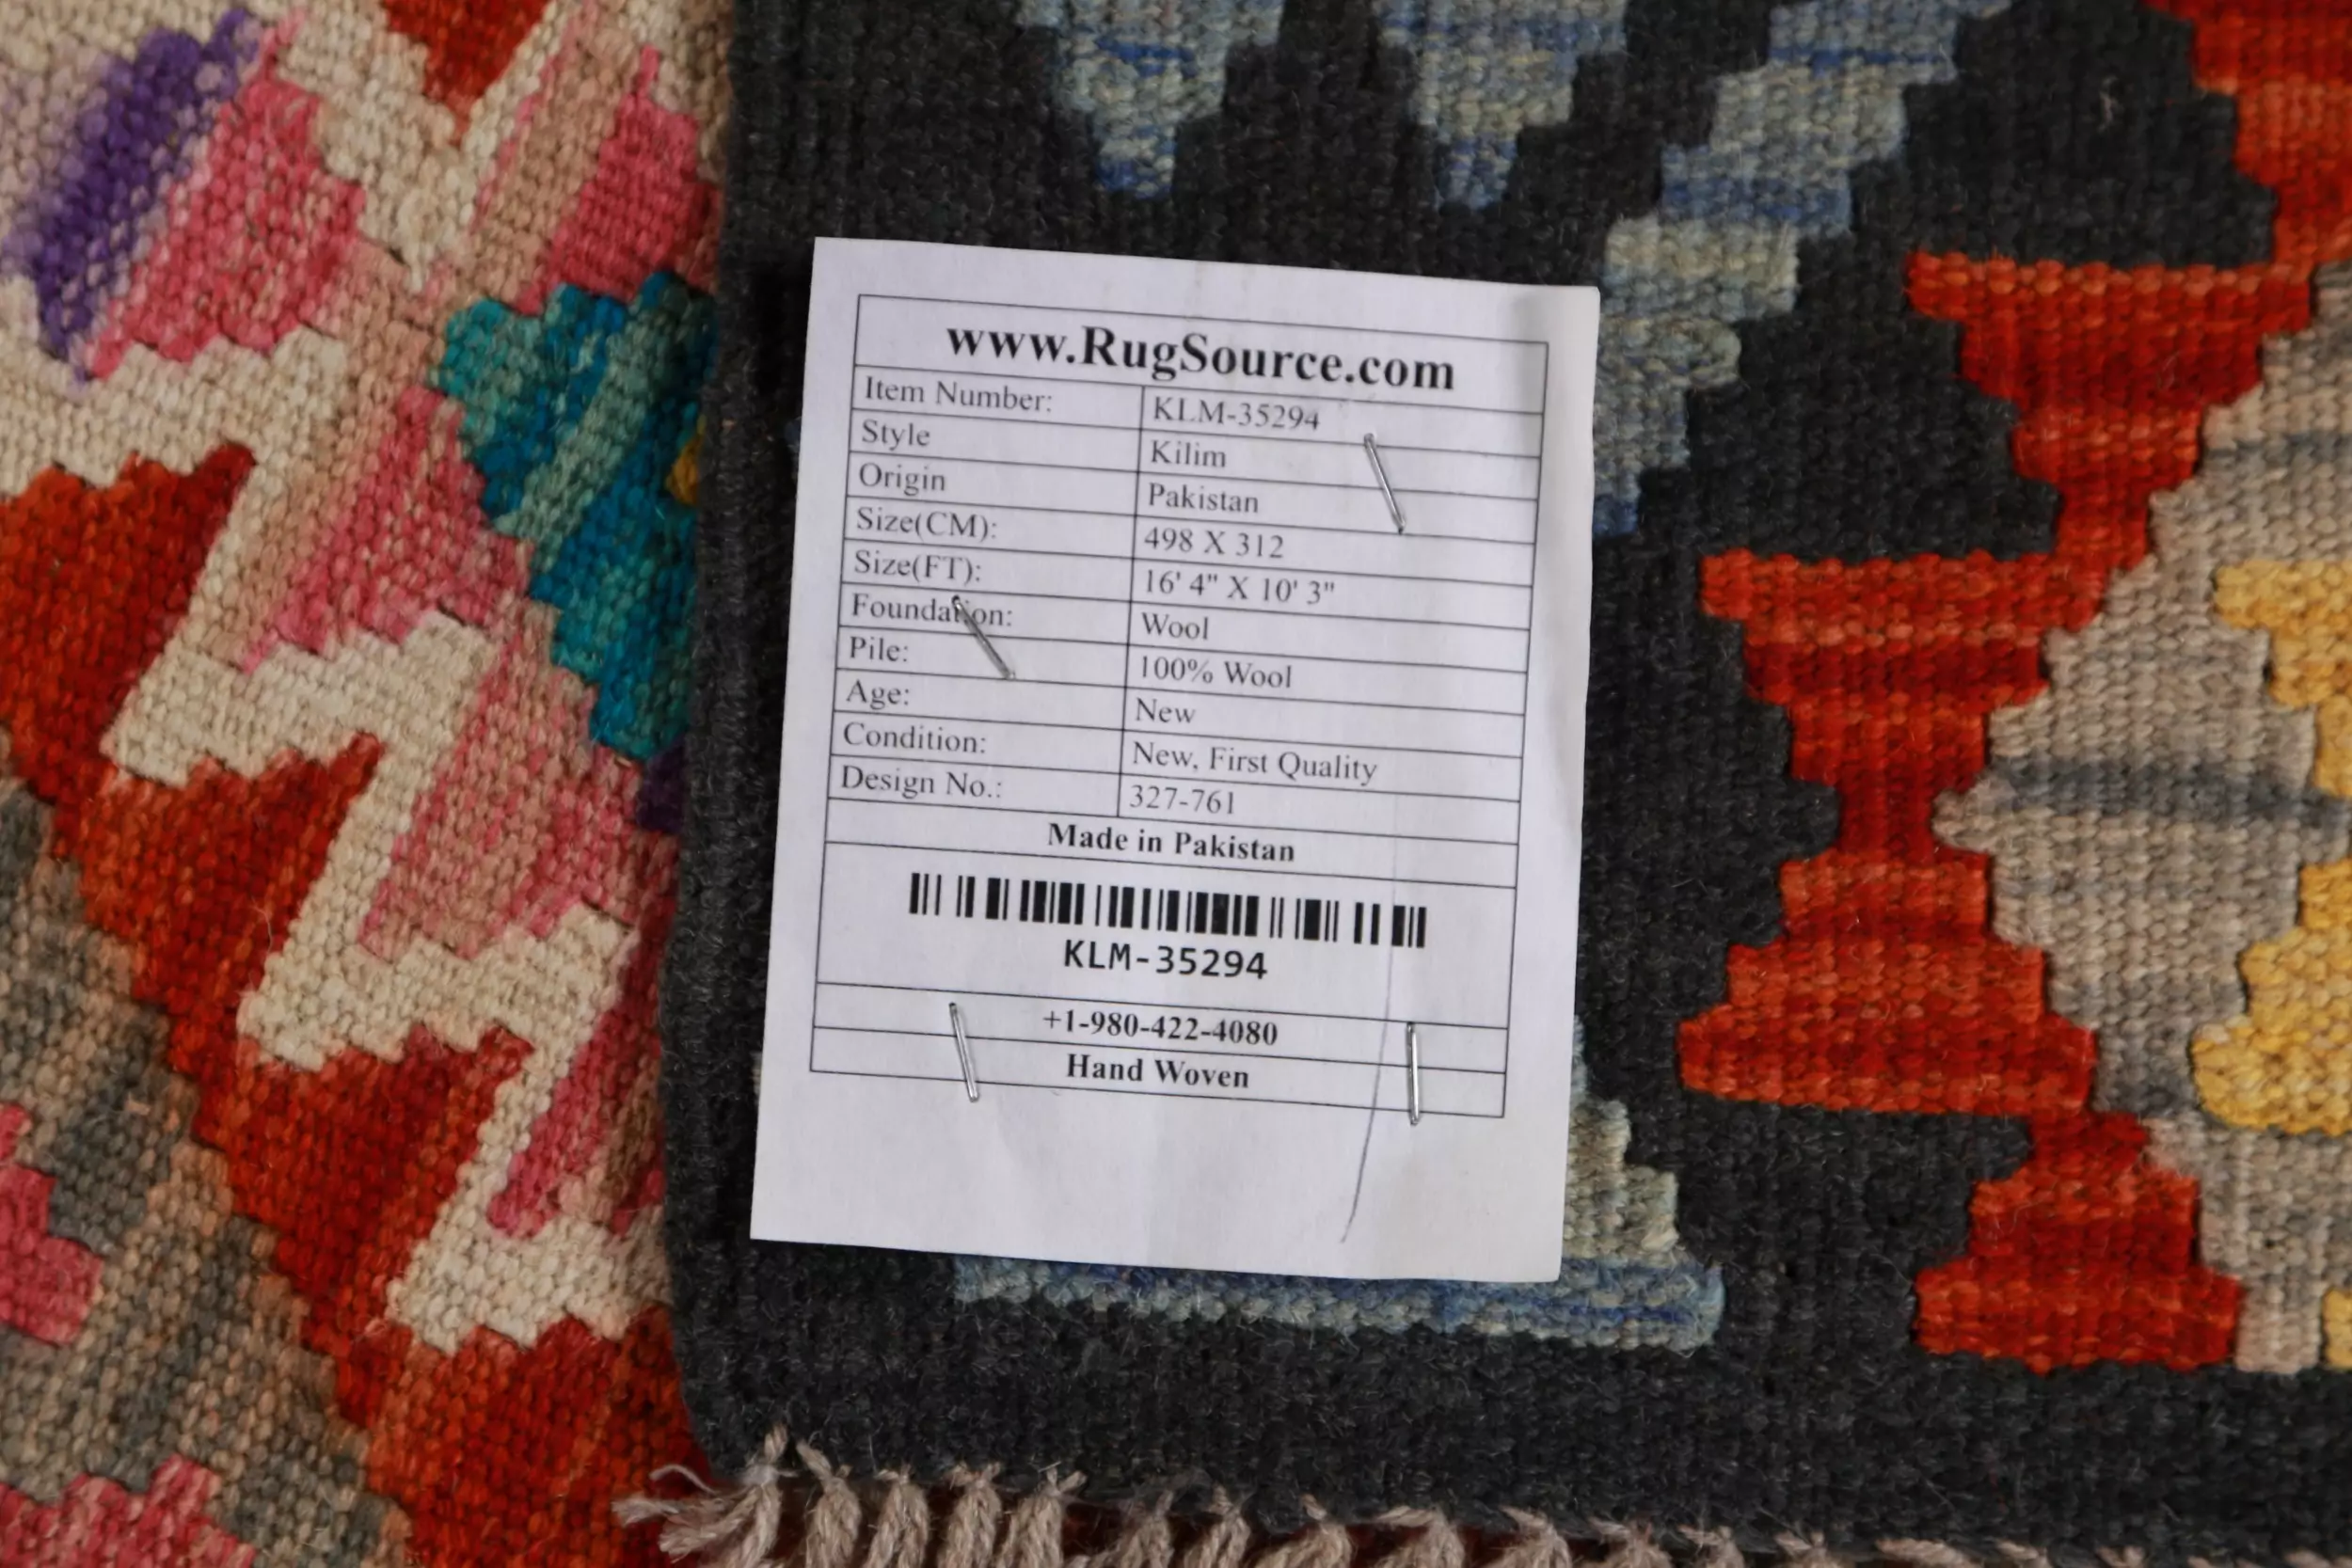 www.RugSource.com
Item Number: KLM-35294
Style Kilim
Origin Pakistan
Size(CM): 498 X 312
Size(FT): 16' 4" X 10' 3"
Foundation: Wool
Pile: 100% Wool
Age: New
Condition: New, First Quality
Design No.: 327-761
Made in Pakistan
KLM-35294
+1-980-422-4080
Hand Woven